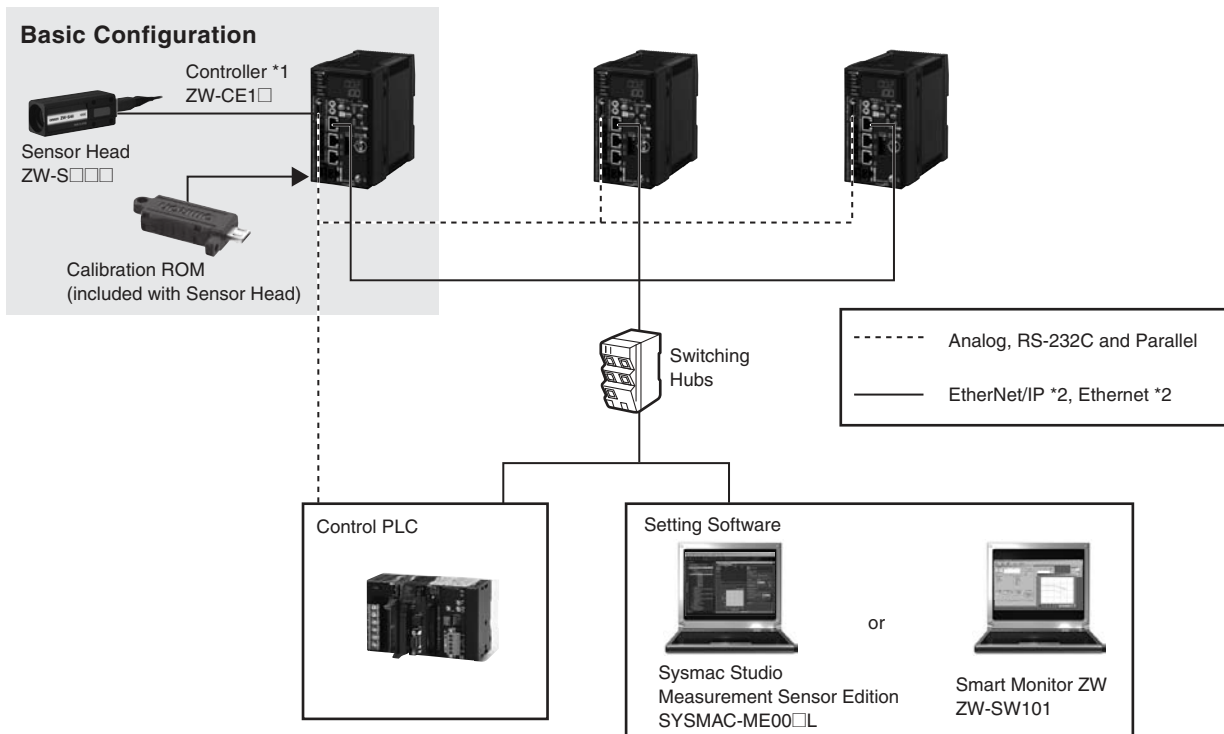 Basic Configuration
Controller *1
ZW-CE1□
Sensor Head
ZW-S□□□
Calibration ROM
(included with Sensor Head)
Switching
Hubs
Analog, RS-232C and Parallel
EtherNet/IP *2, Ethernet *2
Control PLC
Setting Software
or
Sysmac Studio
Measurement Sensor Edition
SYSMAC-ME00□L
Smart Monitor ZW
ZW-SW101